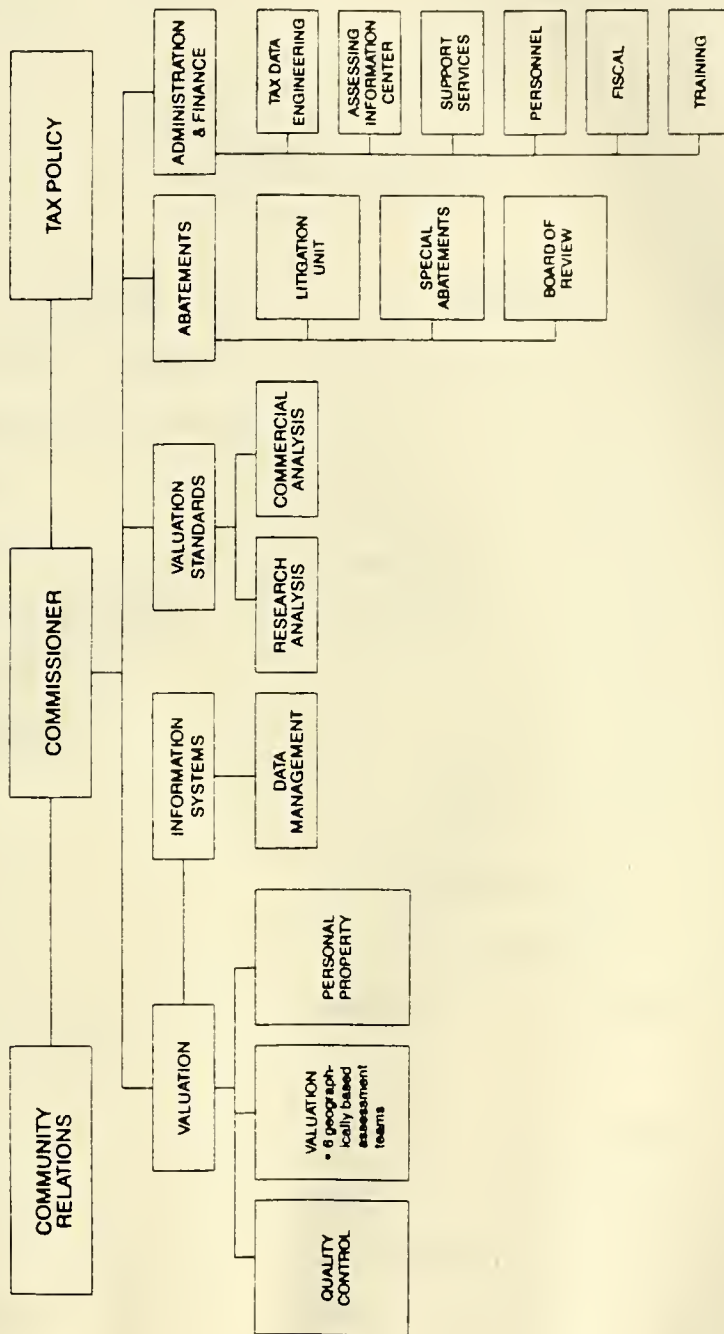 COMMUNITY
RELATIONS
COMMISSIONER
TAX POLICY
VALUATION
INFORMATION
SYSTEMS
VALUATION
STANDARDS
ABATEMENTS
ADMINISTRATION
& FINANCE
QUALITY
CONTROL
VALUATION
• 6 geograph-
ically based
assessment
teams
PERSONAL
PROPERTY
DATA
MANAGEMENT
RESEARCH
ANALYSIS
COMMERCIAL
ANALYSIS
LITIGATION
UNIT
SPECIAL
ABATEMENTS
BOARD OF
REVIEW
TAX DATA
ENGINEERING
ASSESSING
INFORMATION
CENTER
SUPPORT
SERVICES
PERSONNEL
FISCAL
TRAINING